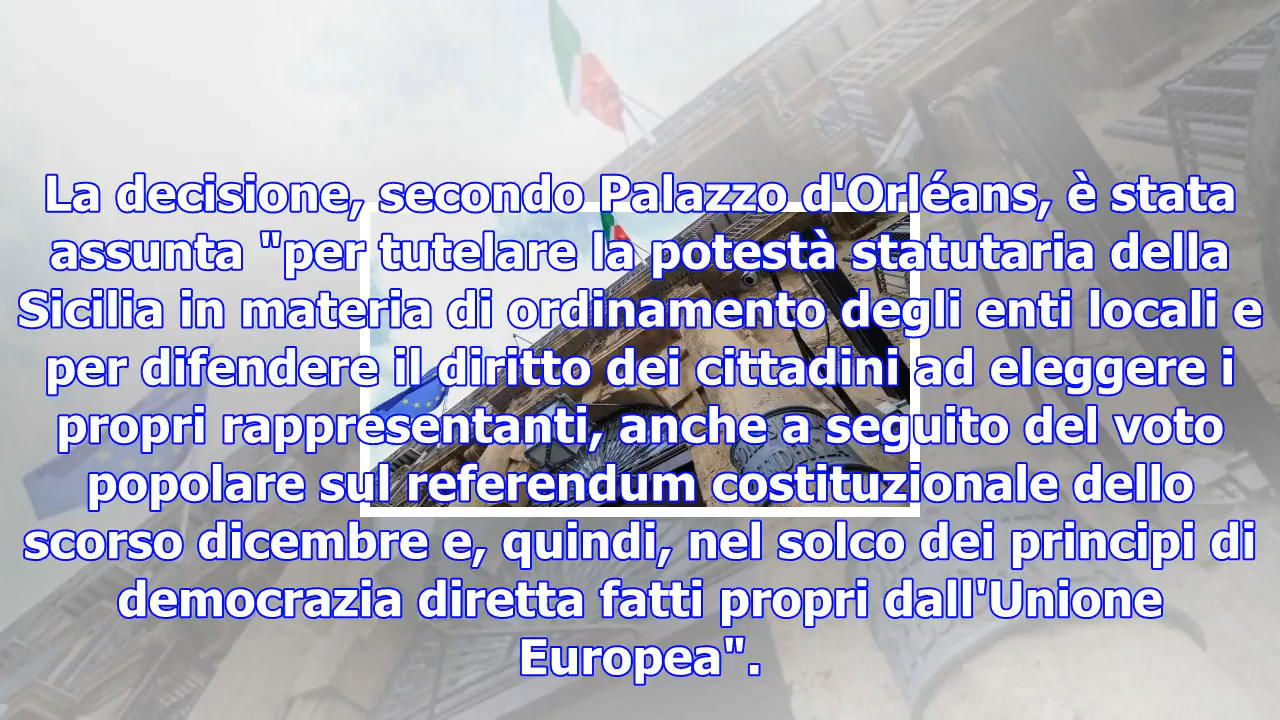 La decisione, secondo Palazzo d'Orléans, è stata
assunta "per tutelare la potestà statutaria della
Sicilia in materia di ordinamento degli enti locali e
per difendere il diritto dei cittadini ad eleggere i
propri rappresentanti, anche a seguito del voto
popolare sul referendum costituzionale dello
scorso dicembre e, quindi, nel solco dei principi di
democrazia diretta fatti propri dall'Unione
Europea".